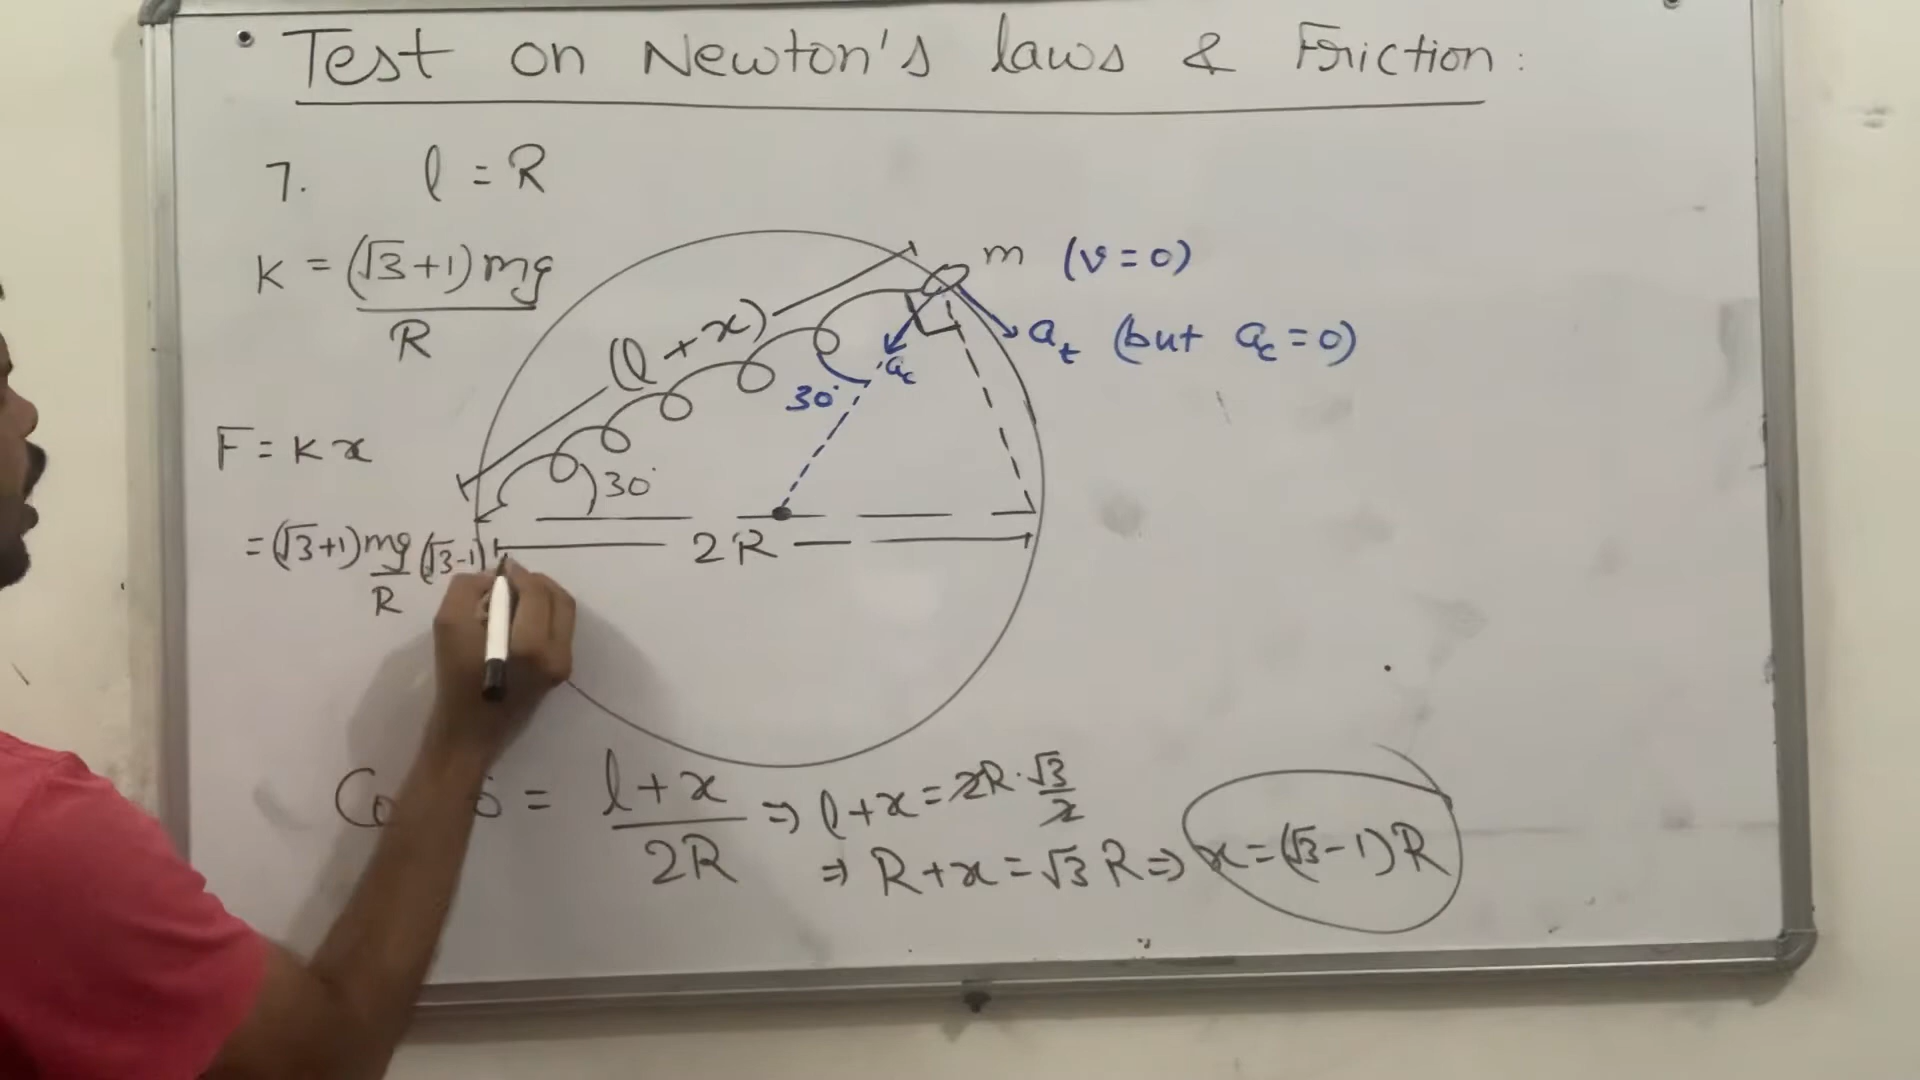 • Test on Newton's laws & Friction :
7. l = R
K = (√3+1) mg / R
m (v = 0)
a_t (but a_c = 0)
(l + x)
a_c
30°
F = K x
30°
= (√3+1) mg/R (√3-1)
2R
= (l+x)/2R ⇒ l+x = 2R·√3/2
⇒ R+x = √3 R ⇒ x = (√3-1) R